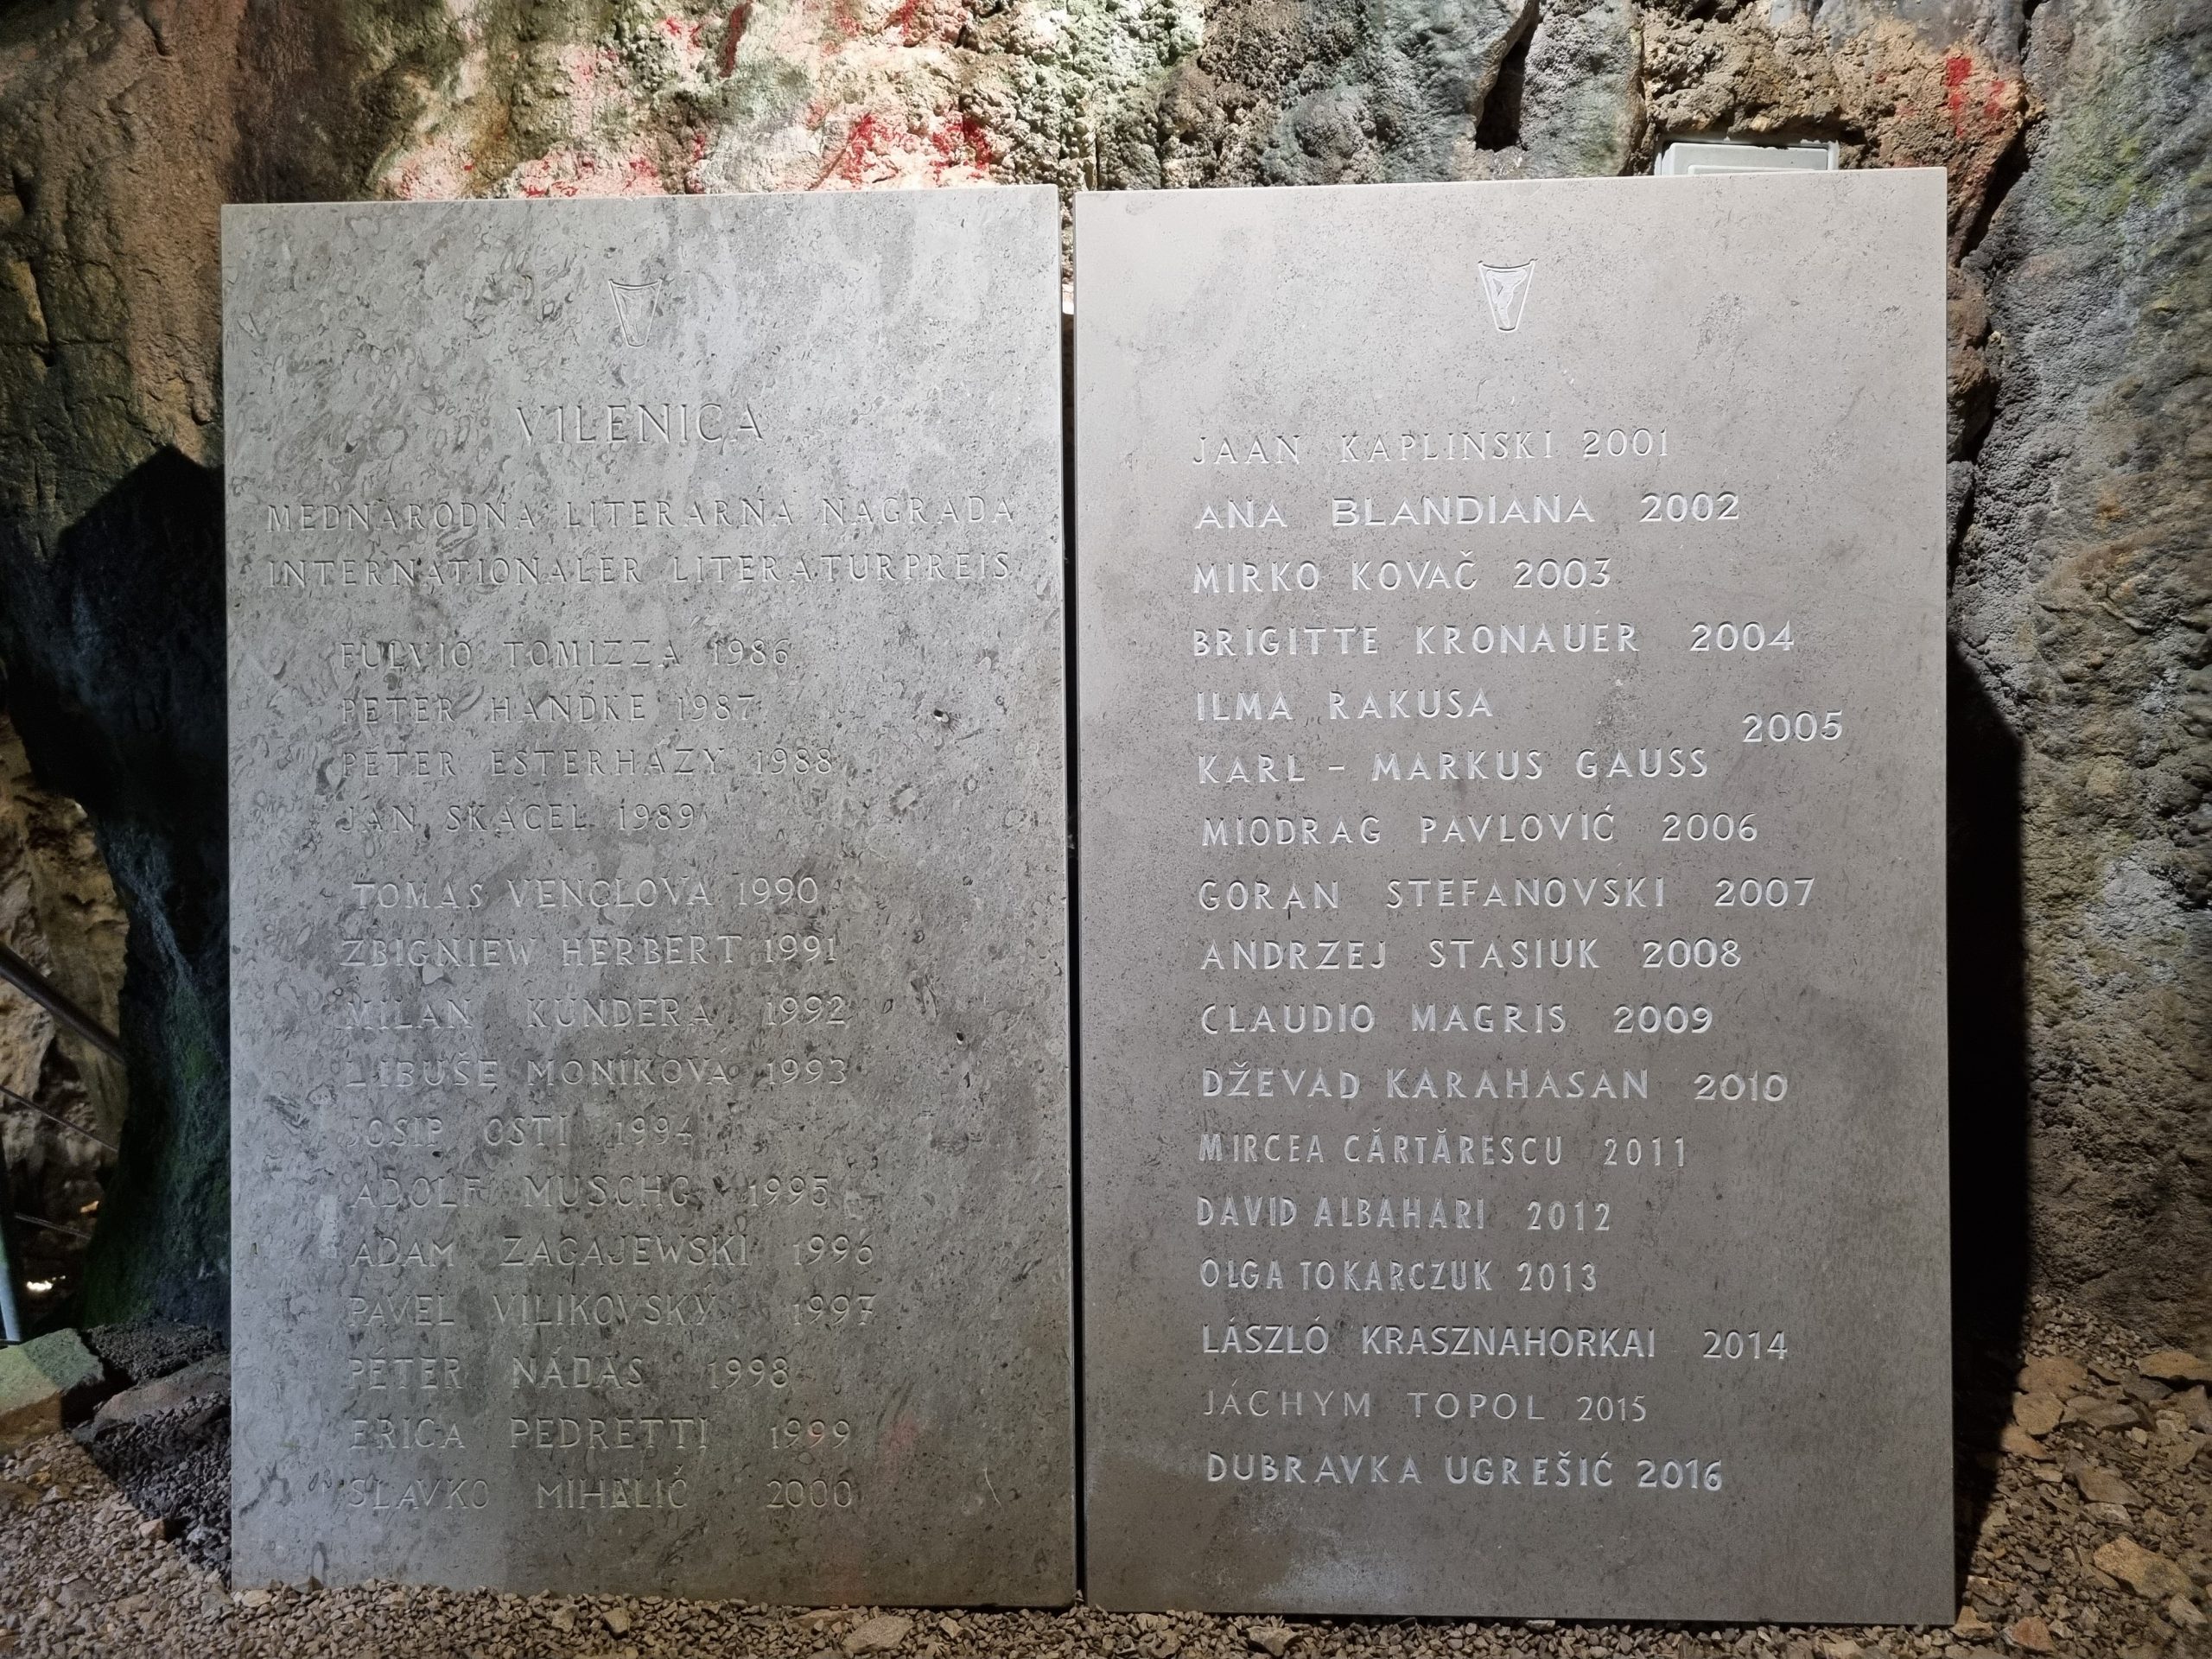 VILENICA
MEDNARODNA LITERARNA NAGRADA
INTERNATIONALER LITERATURPREIS
FULVIO TOMIZZA 1986
PETER HANDKE 1987
PETER ESTERHAZY 1988
JAN SKACEL 1989
TOMAS VENCLOVA 1990
ZBIGNIEW HERBERT 1991
MILAN KUNDERA 1992
LIBUŠE MONÍKOVA 1993
JOSIP OSTI 1994
ADOLF MUSCHG 1995
ADAM ZAGAJEWSKI 1996
PAVEL VILIKOVSKÝ 1997
PÉTER NÁDAS 1998
ERICA PEDRETTI 1999
SLAVKO MIHALIĆ 2000
JAAN KAPLINSKI 2001
ANA BLANDIANA 2002
MIRKO KOVAČ 2003
BRIGITTE KRONAUER 2004
ILMA RAKUSA
2005
KARL - MARKUS GAUSS
MIODRAG PAVLOVIĆ 2006
GORAN STEFANOVSKI 2007
ANDRZEJ STASIUK 2008
CLAUDIO MAGRIS 2009
DŽEVAD KARAHASAN 2010
MIRCEA CĂRTĂRESCU 2011
DAVID ALBAHARI 2012
OLGA TOKARCZUK 2013
LÁSZLÓ KRASZNAHORKAI 2014
JÁCHYM TOPOL 2015
DUBRAVKA UGREŠIĆ 2016